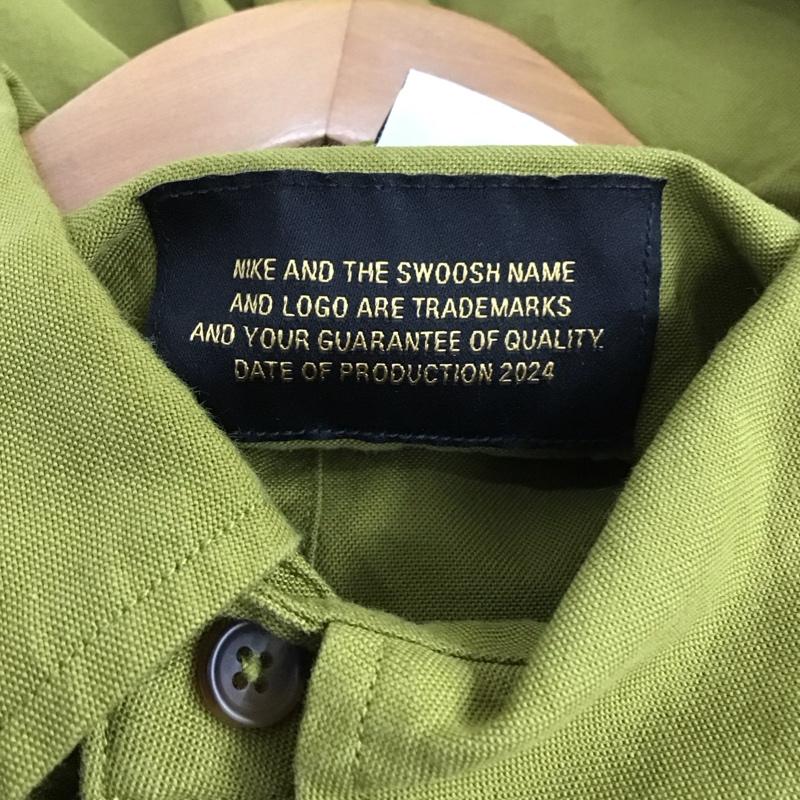 NIKE AND THE SWOOSH NAME
AND LOGO ARE TRADEMARKS
AND YOUR GUARANTEE OF QUALITY.
DATE OF PRODUCTION 2024